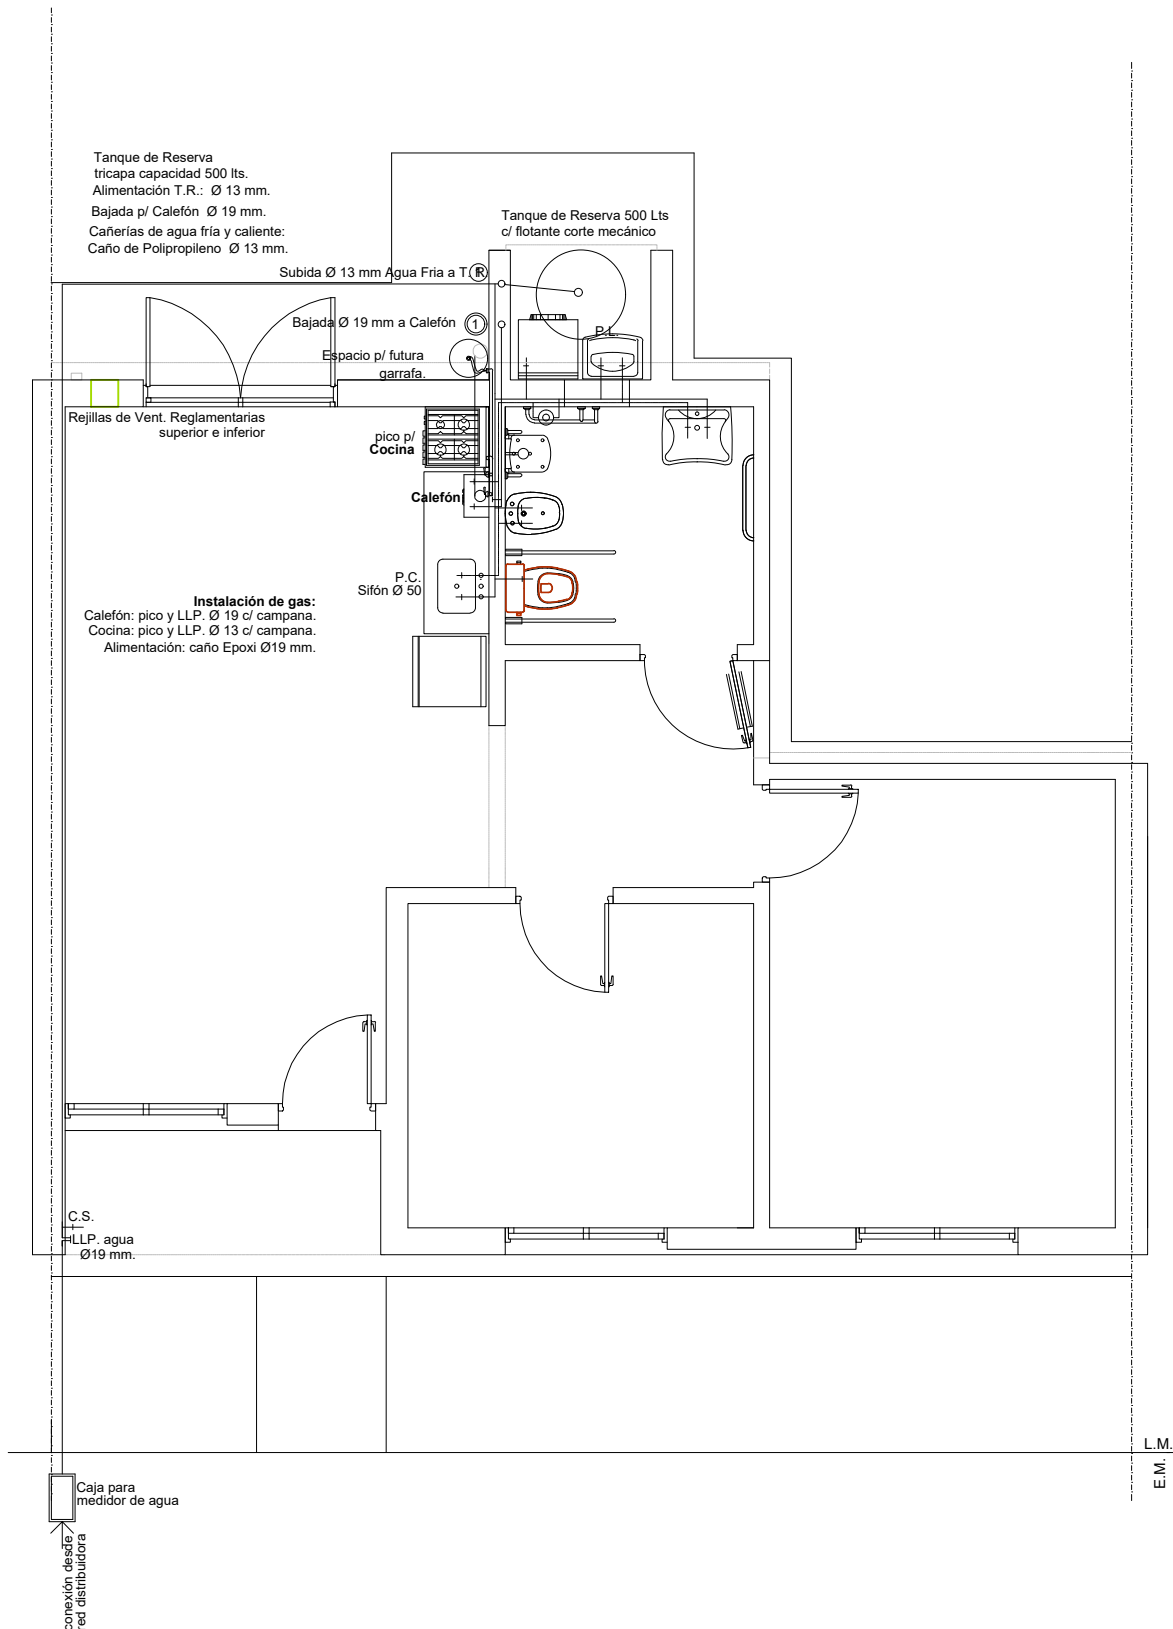 Tanque de Reserva
tricapa capacidad 500 lts.
Alimentación T.R.: Ø 13 mm.
Bajada p/ Calefón Ø 19 mm.
Cañerías de agua fría y caliente:
Caño de Polipropileno Ø 13 mm.
Tanque de Reserva 500 Lts
c/ flotante corte mecánico
Subida Ø 13 mm Agua Fria a T. R.
Bajada Ø 19 mm a Calefón
1
P.L.
Espacio p/ futura
garrafa.
Rejillas de Vent. Reglamentarias
superior e inferior
pico p/
Cocina
Calefón
P.C.
Sifón Ø 50
Instalación de gas:
Calefón: pico y LLP. Ø 19 c/ campana.
Cocina: pico y LLP. Ø 13 c/ campana.
Alimentación: caño Epoxi Ø19 mm.
C.S.
LLP. agua
Ø19 mm.
L.M.
E.M.
Caja para
medidor de agua
conexión desde
red distribuidora